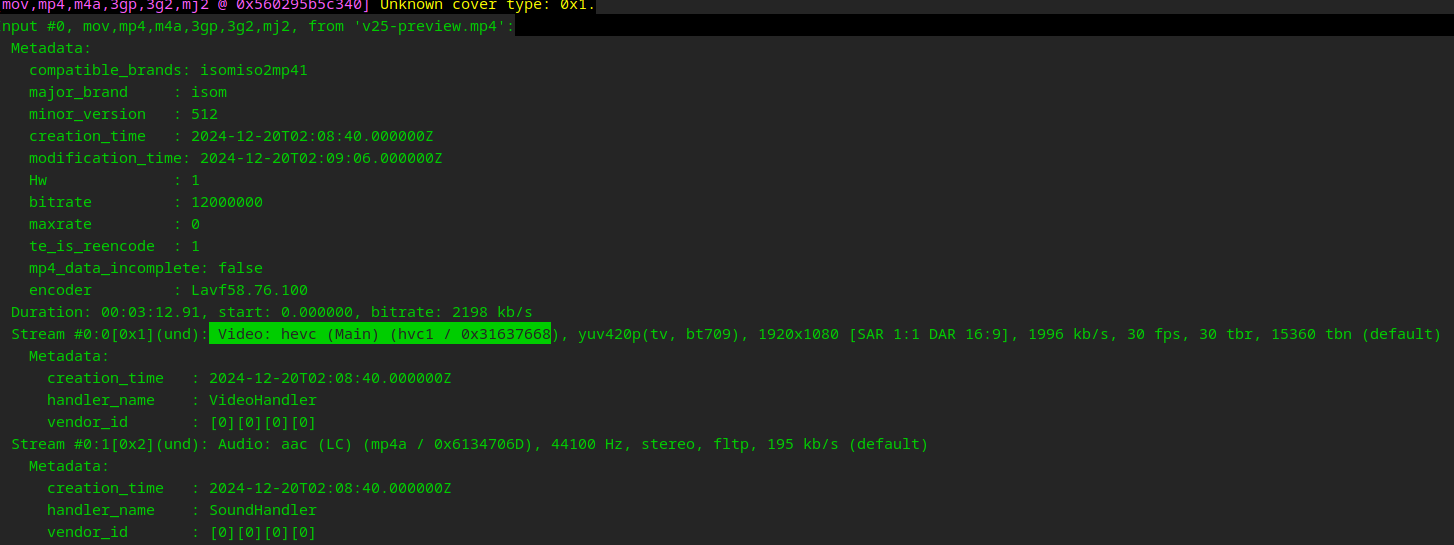 mov,mp4,m4a,3gp,3g2,mj2 @ 0x560295b5c340] Unknown cover type: 0x1.
nput #0, mov,mp4,m4a,3gp,3g2,mj2, from 'v25-preview.mp4':
Metadata:
compatible_brands: isomiso2mp41
major_brand     : isom
minor_version   : 512
creation_time   : 2024-12-20T02:08:40.000000Z
modification_time: 2024-12-20T02:09:06.000000Z
Hw              : 1
bitrate         : 12000000
maxrate         : 0
te_is_reencode  : 1
mp4_data_incomplete: false
encoder         : Lavf58.76.100
Duration: 00:03:12.91, start: 0.000000, bitrate: 2198 kb/s
Stream #0:0[0x1](und): Video: hevc (Main) (hvc1 / 0x31637668), yuv420p(tv, bt709), 1920x1080 [SAR 1:1 DAR 16:9], 1996 kb/s, 30 fps, 30 tbr, 15360 tbn (default)
Metadata:
creation_time   : 2024-12-20T02:08:40.000000Z
handler_name    : VideoHandler
vendor_id       : [0][0][0][0]
Stream #0:1[0x2](und): Audio: aac (LC) (mp4a / 0x6134706D), 44100 Hz, stereo, fltp, 195 kb/s (default)
Metadata:
creation_time   : 2024-12-20T02:08:40.000000Z
handler_name    : SoundHandler
vendor_id       : [0][0][0][0]